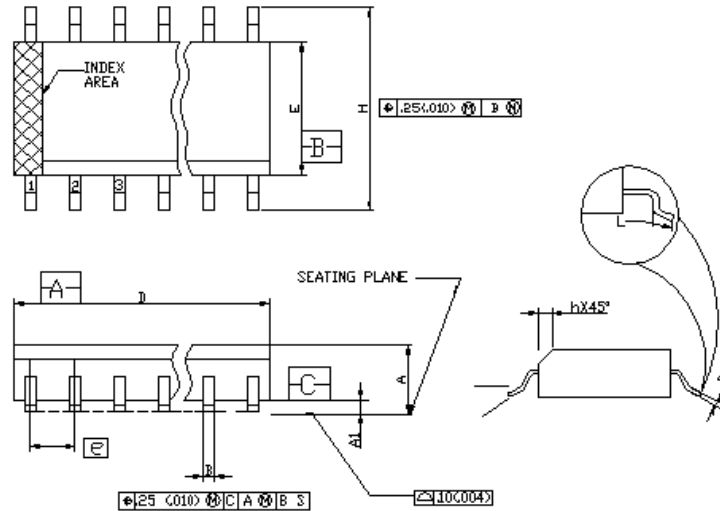 INDEX
AREA
E
H
⌖ .25(.010) Ⓜ B Ⓜ
B
1 2 3
L
A
D
SEATING PLANE
hX45°
C
A
A1
e
B
⌖ .25 (.010) Ⓜ C A Ⓜ B S
⌓ .10(.004)